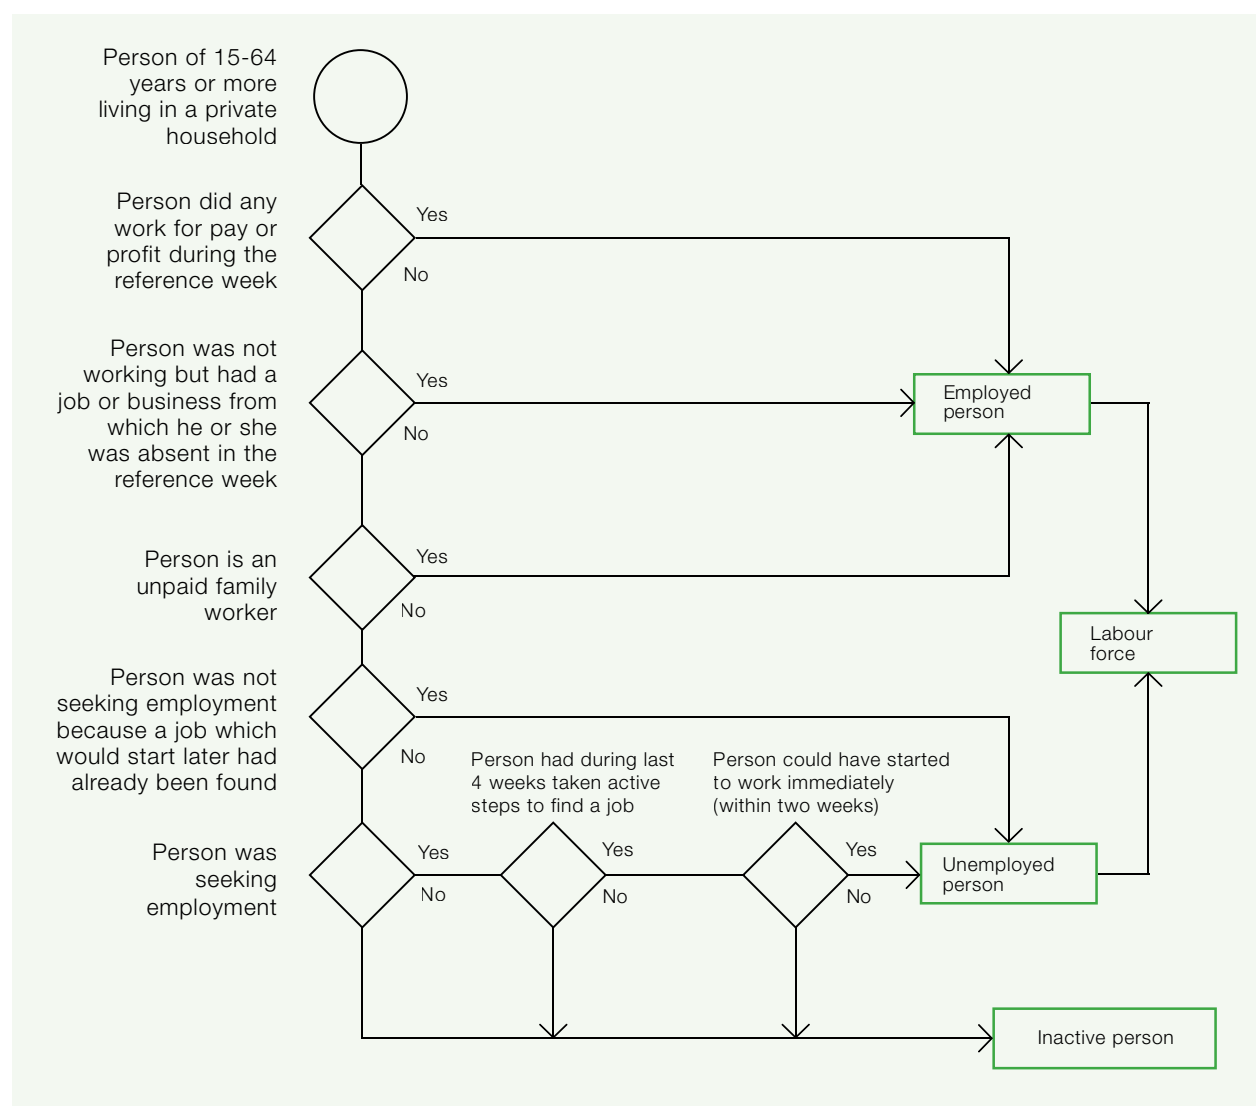 Person of 15-64
years or more
living in a private
household
Person did any
work for pay or
profit during the
reference week
Yes
No
Person was not
working but had a
job or business from
which he or she
was absent in the
reference week
Yes
No
Employed
person
Person is an
unpaid family
worker
Yes
No
Labour
force
Person was not
seeking employment
because a job which
would start later had
already been found
Yes
No
Person had during last
4 weeks taken active
steps to find a job
Person could have started
to work immediately
(within two weeks)
Person was
seeking
employment
Yes
No
Yes
No
Yes
No
Unemployed
person
Inactive person